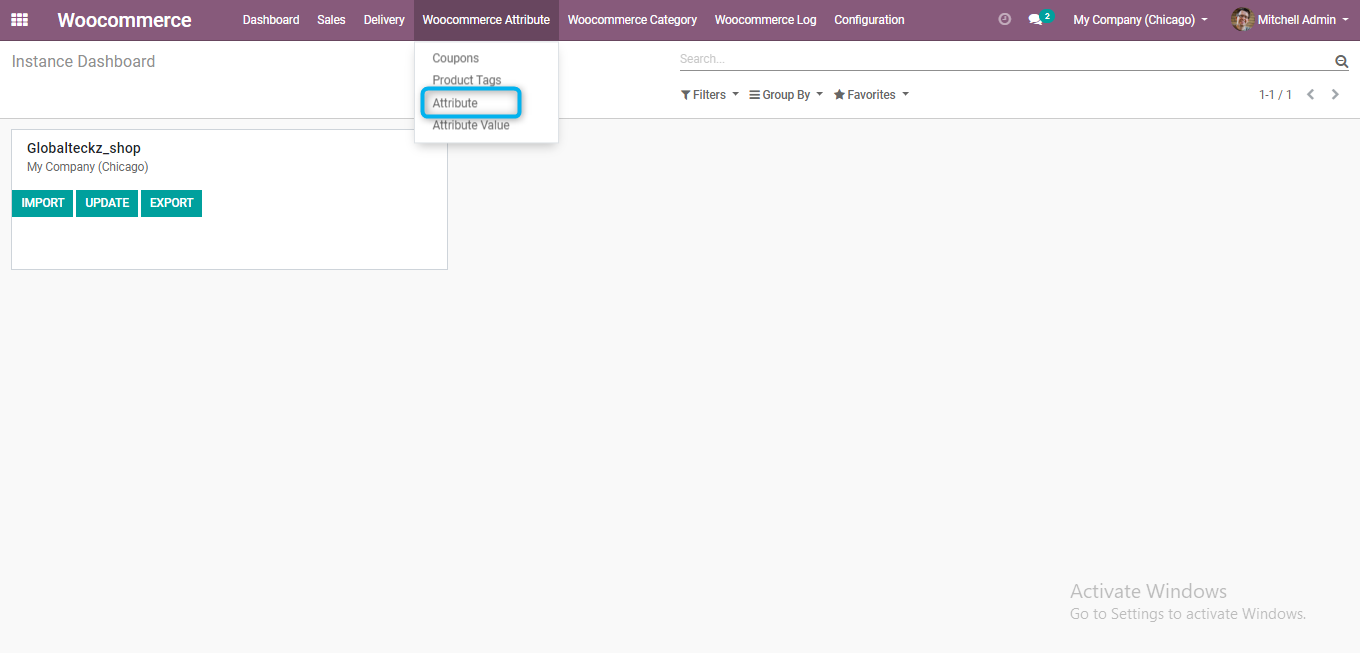 Woocommerce Dashboard Sales Delivery Woocommerce Attribute Woocommerce Category Woocommerce Log Configuration 2 My Company (Chicago) Mitchell Admin
Instance Dashboard
Search...
Coupons
Product Tags
Attribute
Attribute Value
Filters Group By Favorites 1-1 / 1
Globalteckz_shop
My Company (Chicago)
IMPORT UPDATE EXPORT
Activate Windows
Go to Settings to activate Windows.